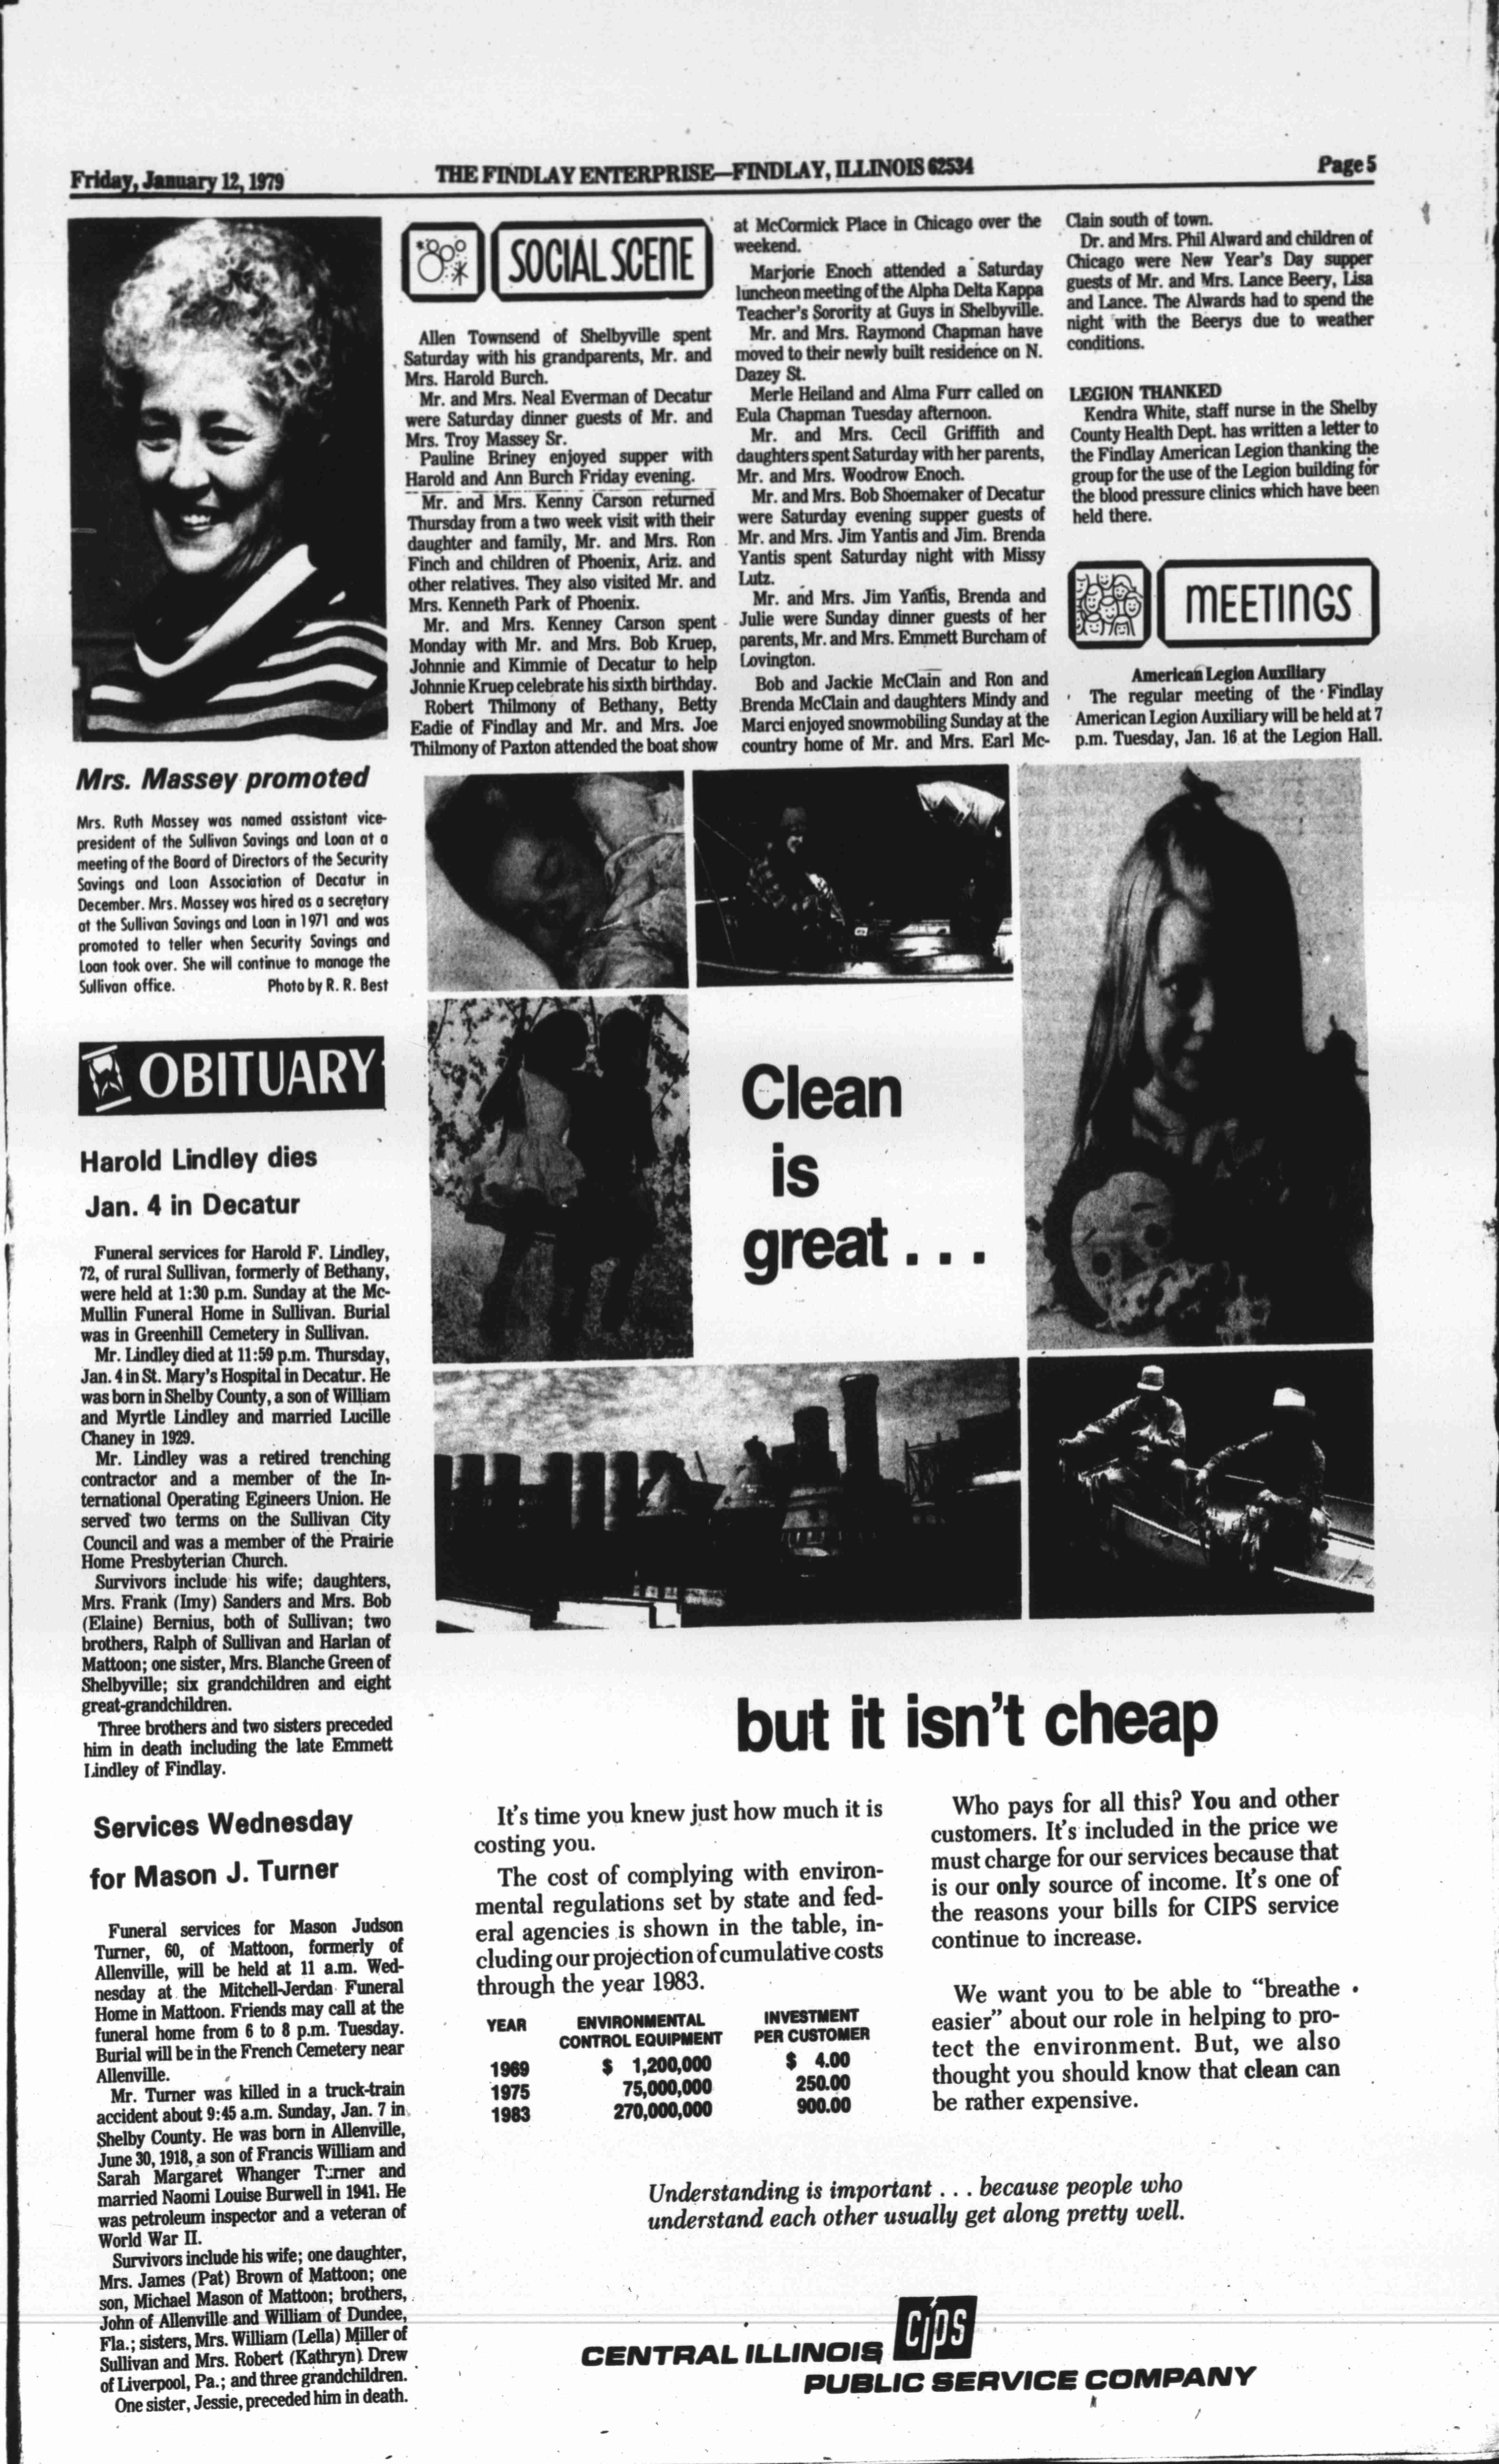 Friday, January 12, 1979
THE FINDLAY ENTERPRISE—FINDLAY, ILLINOIS 62534
Page 5
Mrs. Massey promoted
Mrs. Ruth Massey was named assistant vice-
president of the Sullivan Savings and Loan at a
meeting of the Board of Directors of the Security
Savings and Loan Association of Decatur in
December. Mrs. Massey was hired as a secretary
at the Sullivan Savings and Loan in 1971 and was
promoted to teller when Security Savings and
Loan took over. She will continue to manage the
Sullivan office. Photo by R. R. Best
OBITUARY
Harold Lindley dies
Jan. 4 in Decatur
Funeral services for Harold F. Lindley,
72, of rural Sullivan, formerly of Bethany,
were held at 1:30 p.m. Sunday at the Mc-
Mullin Funeral Home in Sullivan. Burial
was in Greenhill Cemetery in Sullivan.
Mr. Lindley died at 11:59 p.m. Thursday,
Jan. 4 in St. Mary's Hospital in Decatur. He
was born in Shelby County, a son of William
and Myrtle Lindley and married Lucille
Chaney in 1929.
Mr. Lindley was a retired trenching
contractor and a member of the In-
ternational Operating Egineers Union. He
served two terms on the Sullivan City
Council and was a member of the Prairie
Home Presbyterian Church.
Survivors include his wife; daughters,
Mrs. Frank (Imy) Sanders and Mrs. Bob
(Elaine) Bernius, both of Sullivan; two
brothers, Ralph of Sullivan and Harlan of
Mattoon; one sister, Mrs. Blanche Green of
Shelbyville; six grandchildren and eight
great-grandchildren.
Three brothers and two sisters preceded
him in death including the late Emmett
Lindley of Findlay.
Services Wednesday
for Mason J. Turner
Funeral services for Mason Judson
Turner, 60, of Mattoon, formerly of
Allenville, will be held at 11 a.m. Wed-
nesday at the Mitchell-Jerdan Funeral
Home in Mattoon. Friends may call at the
funeral home from 6 to 8 p.m. Tuesday.
Burial will be in the French Cemetery near
Allenville.
Mr. Turner was killed in a truck-train
accident about 9:45 a.m. Sunday, Jan. 7 in
Shelby County. He was born in Allenville,
June 30, 1918, a son of Francis William and
Sarah Margaret Whanger Turner and
married Naomi Louise Burwell in 1941. He
was petroleum inspector and a veteran of
World War II.
Survivors include his wife; one daughter,
Mrs. James (Pat) Brown of Mattoon; one
son, Michael Mason of Mattoon; brothers,
John of Allenville and William of Dundee,
Fla.; sisters, Mrs. William (Lella) Miller of
Sullivan and Mrs. Robert (Kathryn) Drew
of Liverpool, Pa.; and three grandchildren.
One sister, Jessie, preceded him in death.
SOCIAL SCENE
Allen Townsend of Shelbyville spent
Saturday with his grandparents, Mr. and
Mrs. Harold Burch.
Mr. and Mrs. Neal Everman of Decatur
were Saturday dinner guests of Mr. and
Mrs. Troy Massey Sr.
Pauline Briney enjoyed supper with
Harold and Ann Burch Friday evening.
Mr. and Mrs. Kenny Carson returned
Thursday from a two week visit with their
daughter and family, Mr. and Mrs. Ron
Finch and children of Phoenix, Ariz. and
other relatives. They also visited Mr. and
Mrs. Kenneth Park of Phoenix.
Mr. and Mrs. Kenney Carson spent
Monday with Mr. and Mrs. Bob Kruep,
Johnnie and Kimmie of Decatur to help
Johnnie Kruep celebrate his sixth birthday.
Robert Thilmony of Bethany, Betty
Eadie of Findlay and Mr. and Mrs. Joe
Thilmony of Paxton attended the boat show
at McCormick Place in Chicago over the
weekend.
Marjorie Enoch attended a Saturday
luncheon meeting of the Alpha Delta Kappa
Teacher's Sorority at Guys in Shelbyville.
Mr. and Mrs. Raymond Chapman have
moved to their newly built residence on N.
Dazey St.
Merle Heiland and Alma Furr called on
Eula Chapman Tuesday afternoon.
Mr. and Mrs. Cecil Griffith and
daughters spent Saturday with her parents,
Mr. and Mrs. Woodrow Enoch.
Mr. and Mrs. Bob Shoemaker of Decatur
were Saturday evening supper guests of
Mr. and Mrs. Jim Yantis and Jim. Brenda
Yantis spent Saturday night with Missy
Lutz.
Mr. and Mrs. Jim Yantis, Brenda and
Julie were Sunday dinner guests of her
parents, Mr. and Mrs. Emmett Burcham of
Lovington.
Bob and Jackie McClain and Ron and
Brenda McClain and daughters Mindy and
Marci enjoyed snowmobiling Sunday at the
country home of Mr. and Mrs. Earl Mc-
Clain south of town.
Dr. and Mrs. Phil Alward and children of
Chicago were New Year's Day supper
guests of Mr. and Mrs. Lance Beery, Lisa
and Lance. The Alwards had to spend the
night with the Beerys due to weather
conditions.
LEGION THANKED
Kendra White, staff nurse in the Shelby
County Health Dept. has written a letter to
the Findlay American Legion thanking the
group for the use of the Legion building for
the blood pressure clinics which have been
held there.
MEETINGS
American Legion Auxiliary
The regular meeting of the Findlay
American Legion Auxiliary will be held at 7
p.m. Tuesday, Jan. 16 at the Legion Hall.
Clean
is
great . . .
but it isn't cheap
It's time you knew just how much it is
costing you.
The cost of complying with environ-
mental regulations set by state and fed-
eral agencies is shown in the table, in-
cluding our projection of cumulative costs
through the year 1983.
YEAR ENVIRONMENTAL CONTROL EQUIPMENT INVESTMENT PER CUSTOMER
1969 $ 1,200,000 $ 4.00
1975 75,000,000 250.00
1983 270,000,000 900.00
Who pays for all this? You and other
customers. It's included in the price we
must charge for our services because that
is our only source of income. It's one of
the reasons your bills for CIPS service
continue to increase.
We want you to be able to "breathe
easier" about our role in helping to pro-
tect the environment. But, we also
thought you should know that clean can
be rather expensive.
Understanding is important . . . because people who
understand each other usually get along pretty well.
CENTRAL ILLINOIS CIPS
PUBLIC SERVICE COMPANY